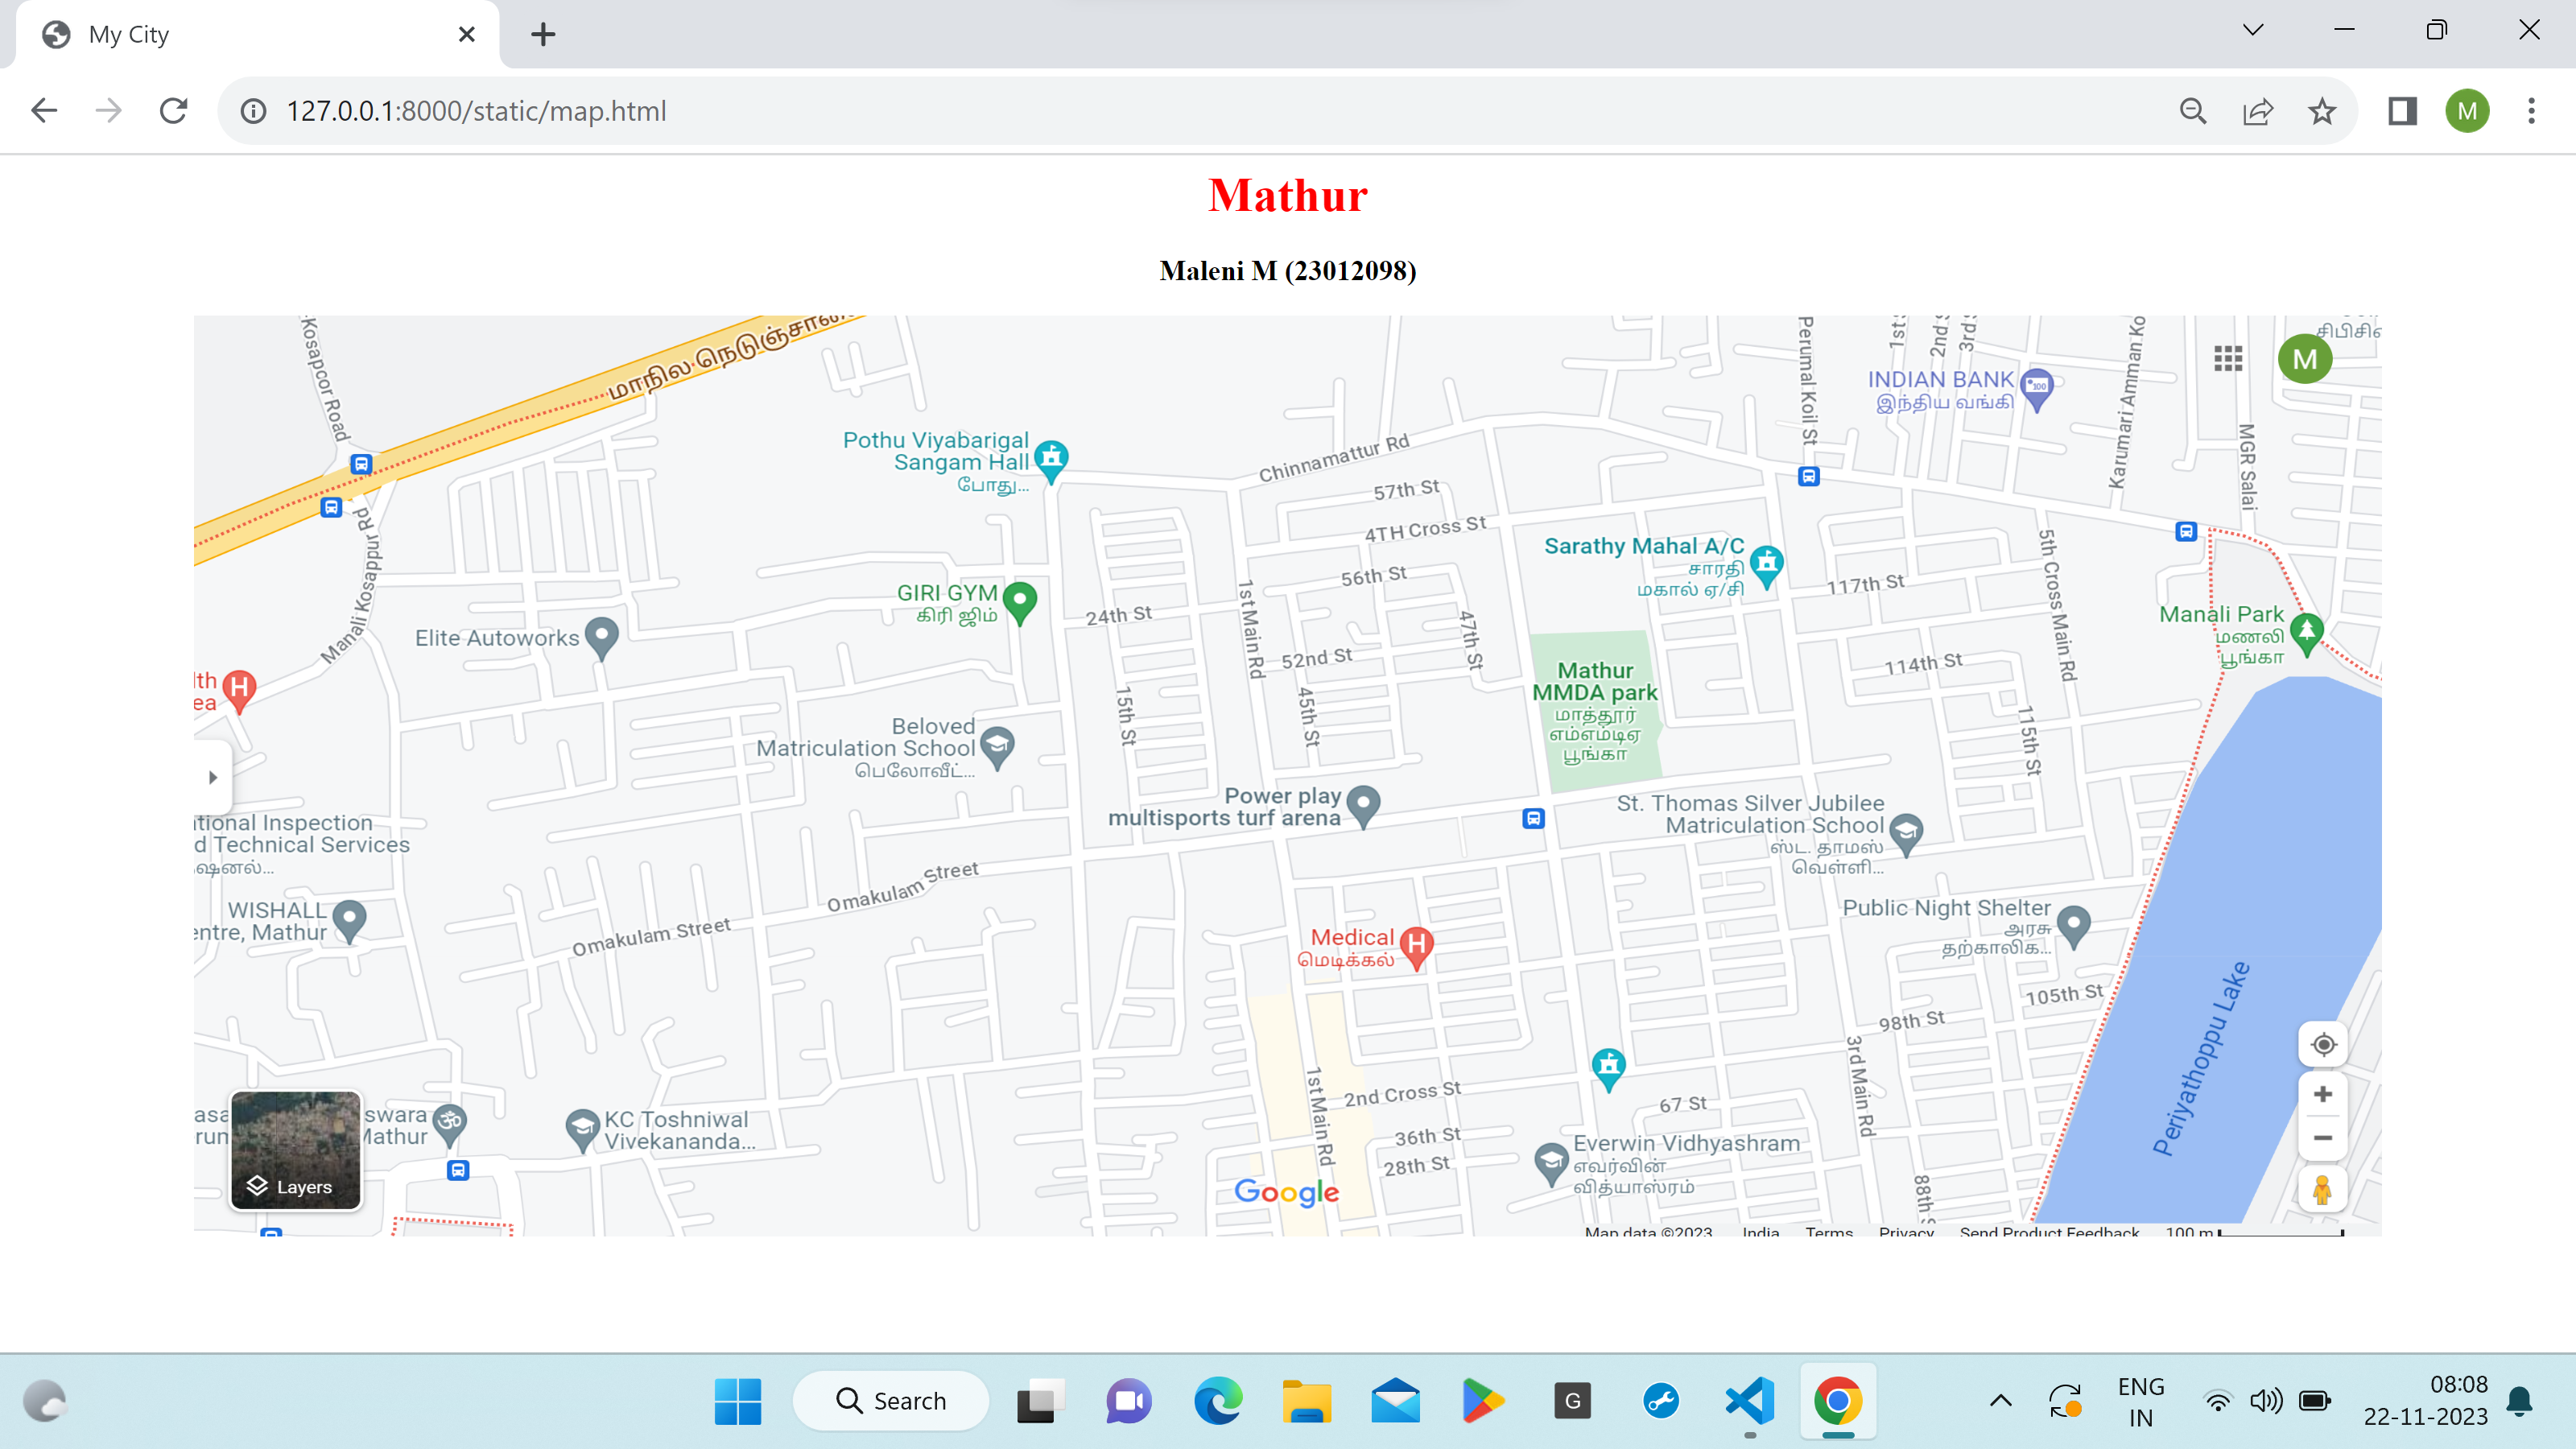 My City
127.0.0.1:8000/static/map.html
M
Mathur
Maleni M (23012098)
Kosapcor Road
மாநில நெடுஞ்சாலை
Perumal Koil St
Karumari Amman Ko
M
INDIAN BANK
இந்திய வங்கி
MGR Salai
Pothu Viyabarigal
Sangam Hall
போது...
Chinnamattur Rd
57th St
4TH Cross St
Manali Kosappur Rd
Sarathy Mahal A/C
சாரதி
மகால் ஏ/சி
56th St
117th St
5th Cross Main Rd
GIRI GYM
கிரி ஜிம்
24th St
1st Main Rd
47th St
Manali Park
மணலி
பூங்கா
Elite Autoworks
52nd St
114th St
Mathur
MMDA park
மாத்தூர்
எம்எம்டிஏ
பூங்கா
lth
ea
H
15th St
45th St
115th St
Beloved
Matriculation School
பெலோவீட்...
Power play
multisports turf arena
St. Thomas Silver Jubilee
Matriculation School
ஸ்ட. தாமஸ்
வெள்ளி...
tional Inspection
d Technical Services
ஷனல்...
Omakulam Street
WISHALL
entre, Mathur
Omakulam Street
Public Night Shelter
அரசு
தற்காலிக...
Medical
மெடிக்கல்
H
Periyathoppu Lake
105th St
98th St
3rd Main Rd
1st Main Rd
2nd Cross St
67 St
swara
Mathur
KC Toshniwal
Vivekananda...
36th St
28th St
Everwin Vidhyashram
எவர்வின்
வித்யாஸ்ரம்
88th S
Layers
Google
Map data ©2023 India Terms Privacy Send Product Feedback 100 m
Search
G
ENG
IN
08:08
22-11-2023